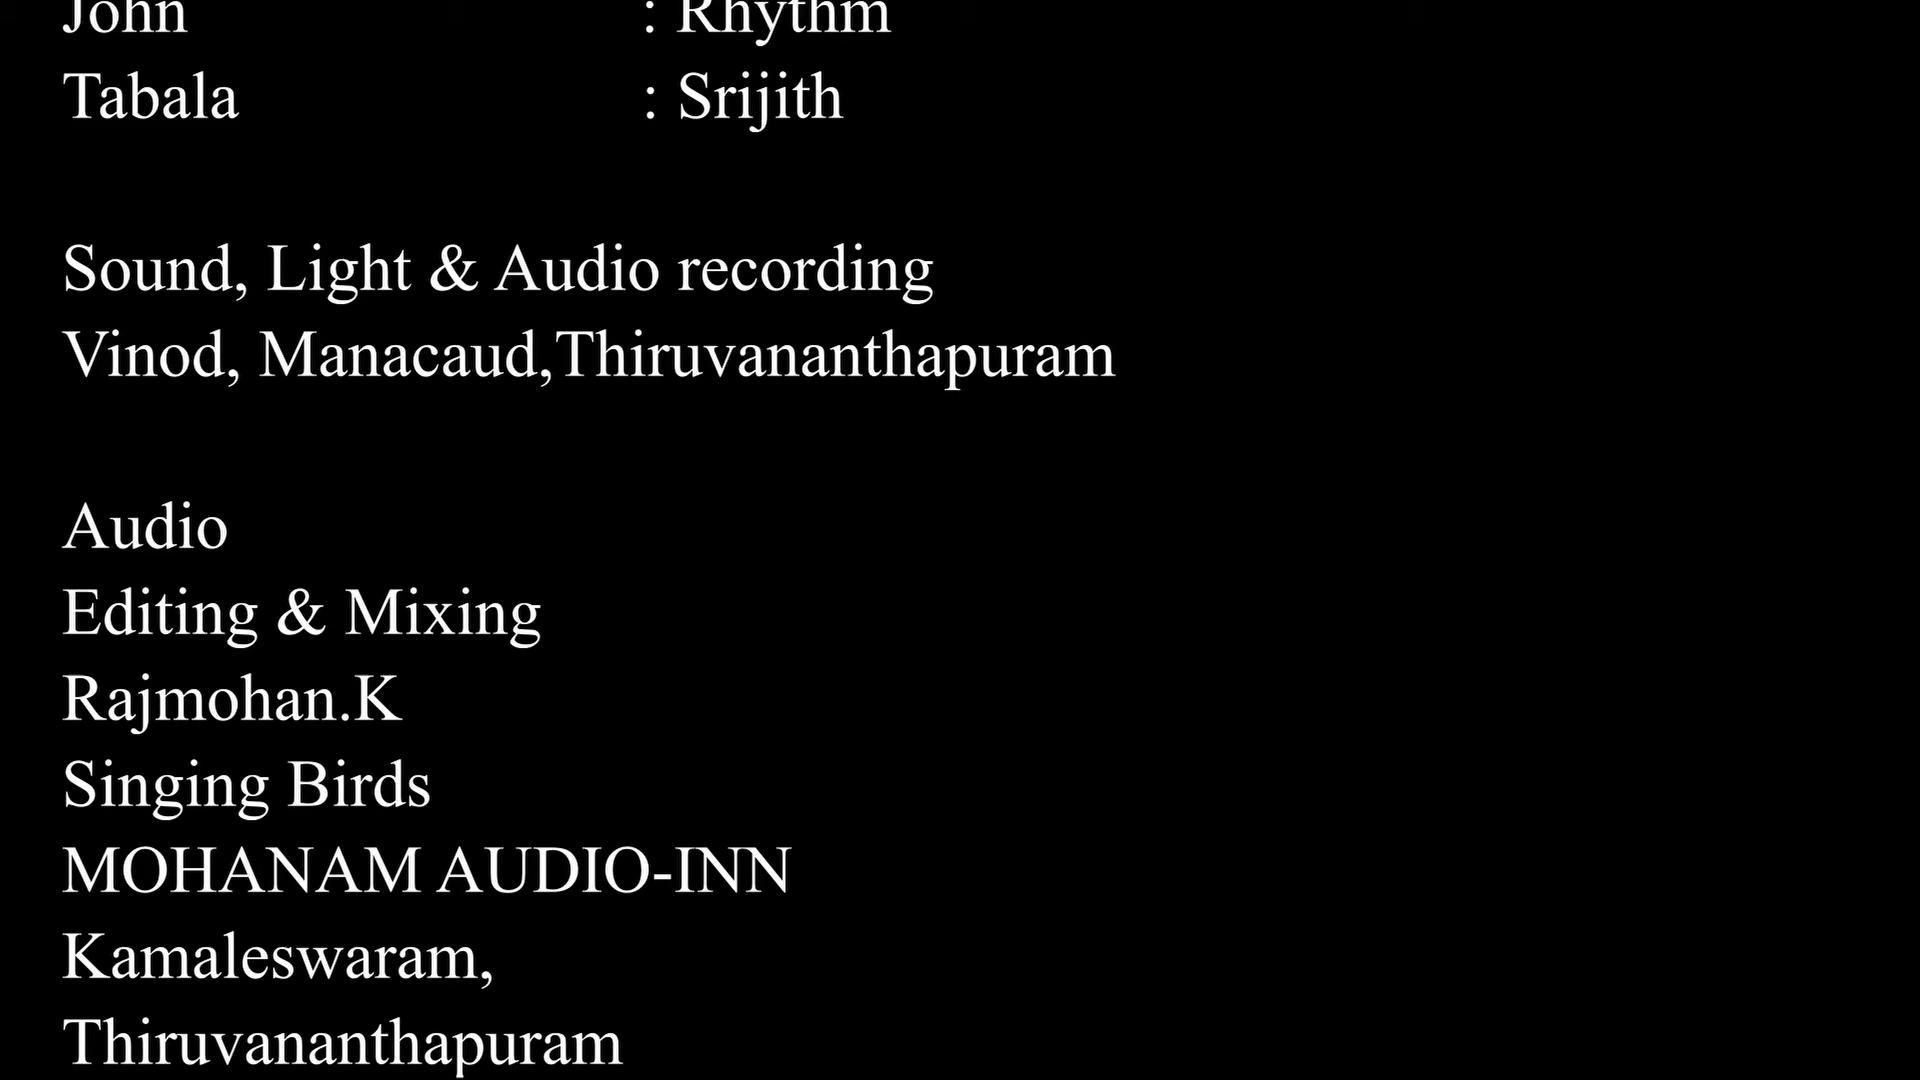 John : Rhythm
Tabala : Srijith
Sound, Light & Audio recording
Vinod, Manacaud,Thiruvananthapuram
Audio
Editing & Mixing
Rajmohan.K
Singing Birds
MOHANAM AUDIO-INN
Kamaleswaram,
Thiruvananthapuram